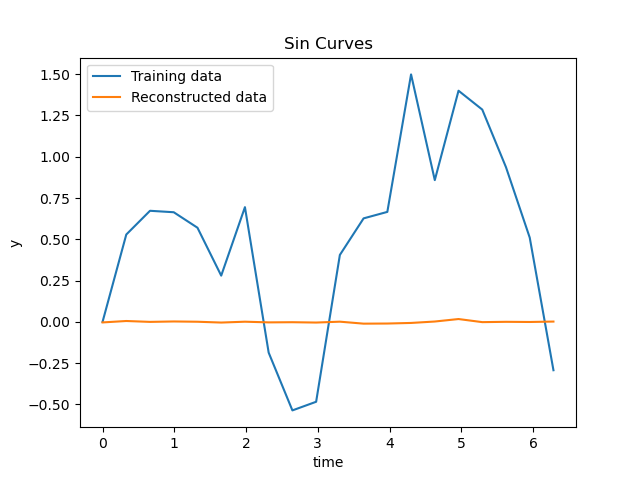 Sin Curves
Training data
Reconstructed data
1.50
1.25
1.00
0.75
0.50
0.25
0.00
−0.25
−0.50
y
0 1 2 3 4 5 6
time